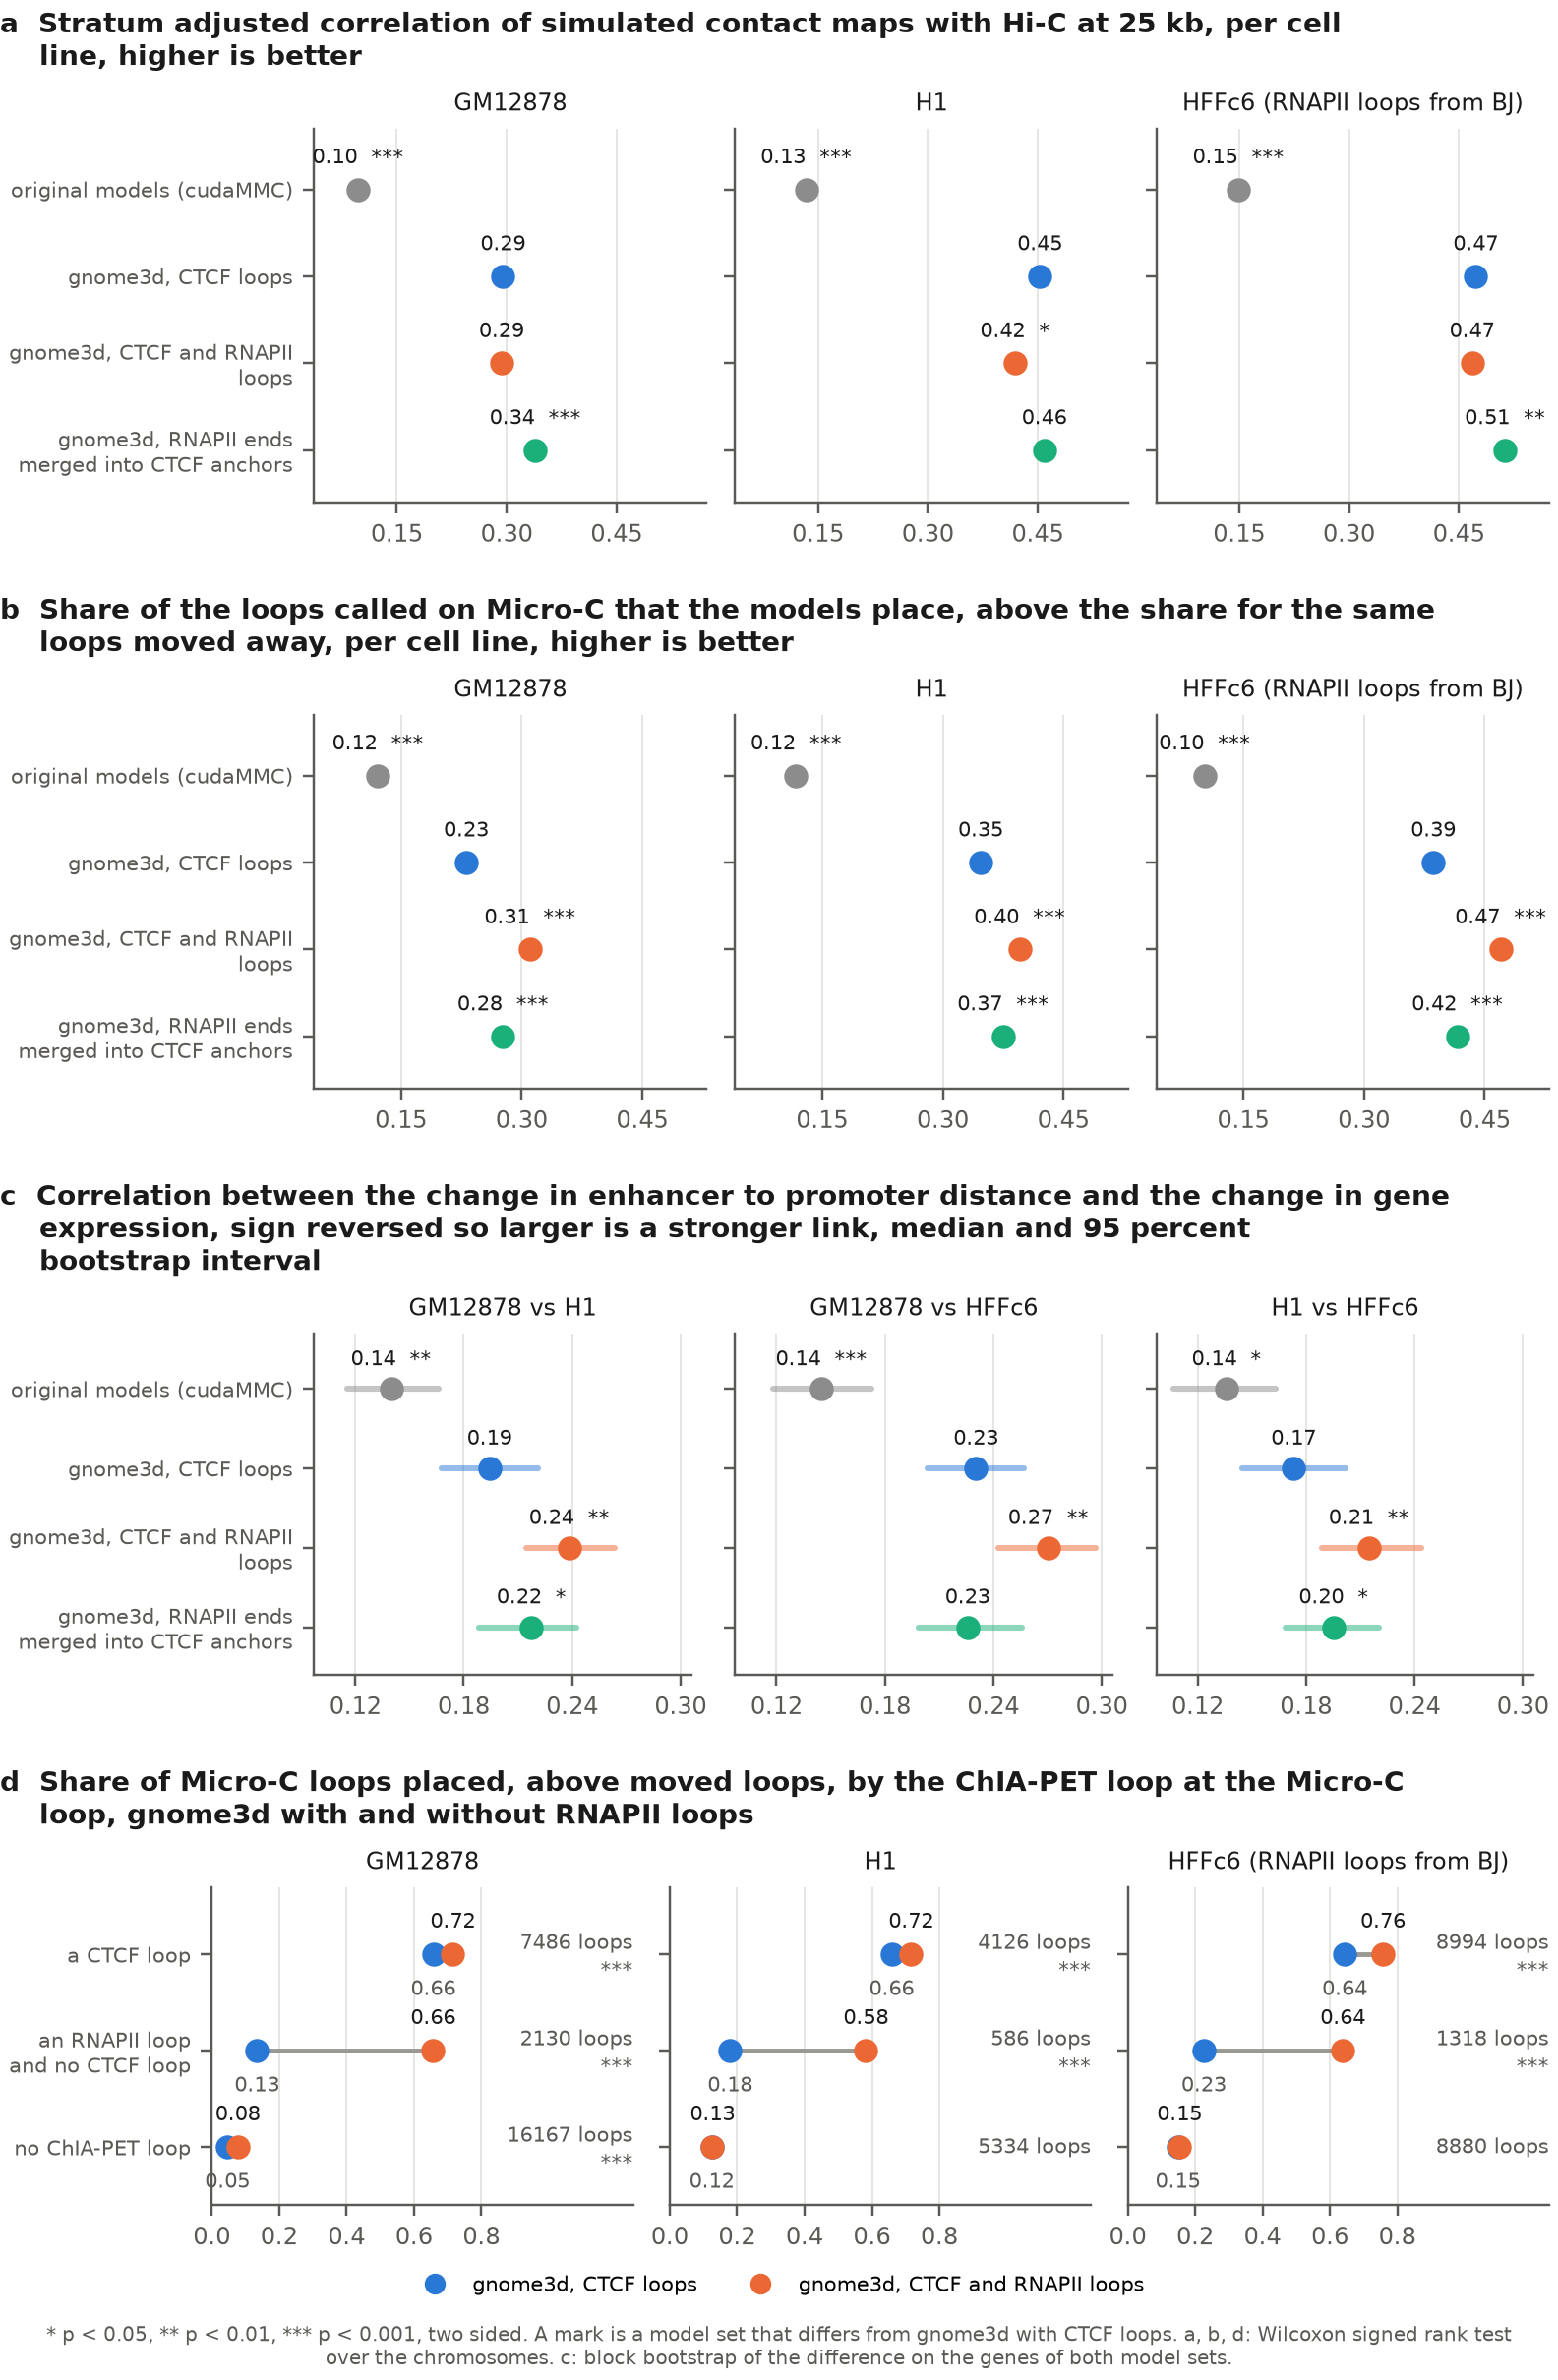 a Stratum adjusted correlation of simulated contact maps with Hi-C at 25 kb, per cell
line, higher is better
GM12878
H1
HFFc6 (RNAPII loops from BJ)
original models (cudaMMC)
0.10 ***
0.13 ***
0.15 ***
gnome3d, CTCF loops
0.29
0.45
0.47
gnome3d, CTCF and RNAPII
loops
0.29
0.42 *
0.47
gnome3d, RNAPII ends
merged into CTCF anchors
0.34 ***
0.46
0.51 **
0.15 0.30 0.45
0.15 0.30 0.45
0.15 0.30 0.45
b Share of the loops called on Micro-C that the models place, above the share for the same
loops moved away, per cell line, higher is better
GM12878
H1
HFFc6 (RNAPII loops from BJ)
original models (cudaMMC)
0.12 ***
0.12 ***
0.10 ***
gnome3d, CTCF loops
0.23
0.35
0.39
gnome3d, CTCF and RNAPII
loops
0.31 ***
0.40 ***
0.47 ***
gnome3d, RNAPII ends
merged into CTCF anchors
0.28 ***
0.37 ***
0.42 ***
0.15 0.30 0.45
0.15 0.30 0.45
0.15 0.30 0.45
c Correlation between the change in enhancer to promoter distance and the change in gene
expression, sign reversed so larger is a stronger link, median and 95 percent
bootstrap interval
GM12878 vs H1
GM12878 vs HFFc6
H1 vs HFFc6
original models (cudaMMC)
0.14 **
0.14 ***
0.14 *
gnome3d, CTCF loops
0.19
0.23
0.17
gnome3d, CTCF and RNAPII
loops
0.24 **
0.27 **
0.21 **
gnome3d, RNAPII ends
merged into CTCF anchors
0.22 *
0.23
0.20 *
0.12 0.18 0.24 0.30
0.12 0.18 0.24 0.30
0.12 0.18 0.24 0.30
d Share of Micro-C loops placed, above moved loops, by the ChIA-PET loop at the Micro-C
loop, gnome3d with and without RNAPII loops
GM12878
H1
HFFc6 (RNAPII loops from BJ)
a CTCF loop
0.72
0.66
7486 loops
***
0.72
0.66
4126 loops
***
0.76
0.64
8994 loops
***
an RNAPII loop
and no CTCF loop
0.66
0.13
2130 loops
***
0.58
0.18
586 loops
***
0.64
0.23
1318 loops
***
no ChIA-PET loop
0.08
0.05
16167 loops
***
0.13
0.12
5334 loops
0.15
0.15
8880 loops
0.0 0.2 0.4 0.6 0.8
0.0 0.2 0.4 0.6 0.8
0.0 0.2 0.4 0.6 0.8
gnome3d, CTCF loops
gnome3d, CTCF and RNAPII loops
* p < 0.05, ** p < 0.01, *** p < 0.001, two sided. A mark is a model set that differs from gnome3d with CTCF loops. a, b, d: Wilcoxon signed rank test
over the chromosomes. c: block bootstrap of the difference on the genes of both model sets.